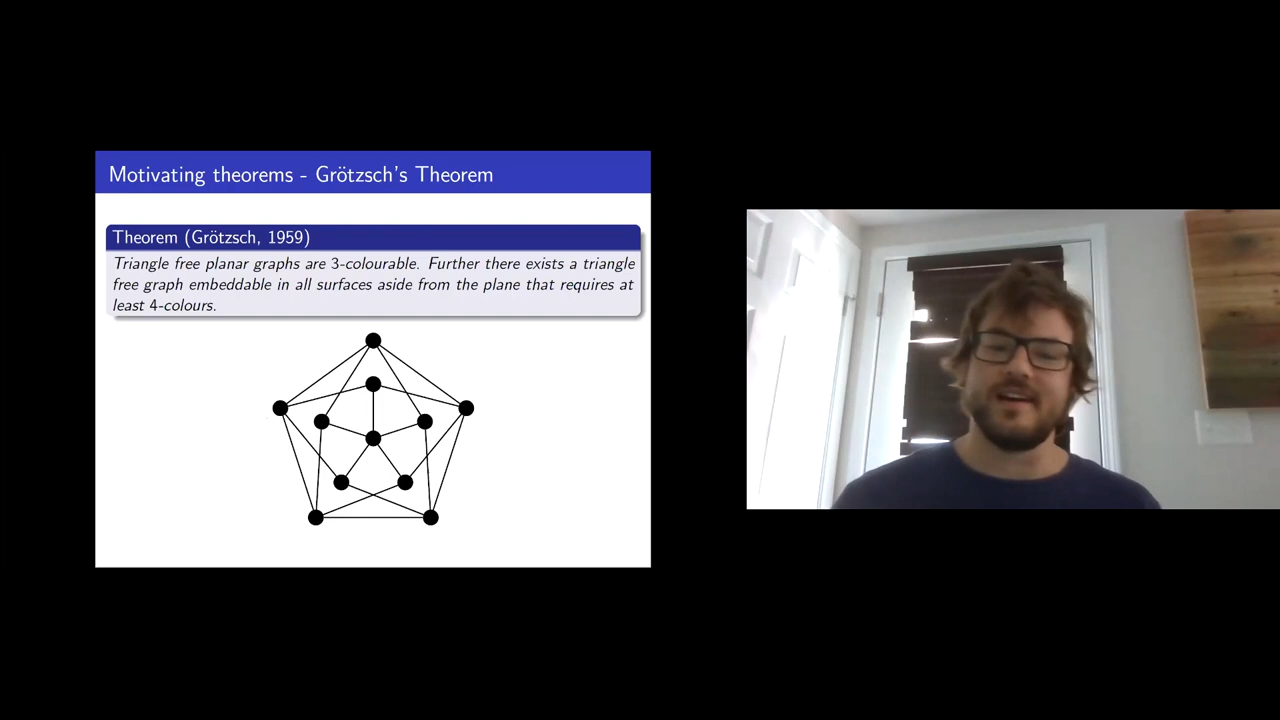 Motivating theorems - Grötzsch's Theorem
Theorem (Grötzsch, 1959)
Triangle free planar graphs are 3-colourable. Further there exists a triangle
free graph embeddable in all surfaces aside from the plane that requires at
least 4-colours.